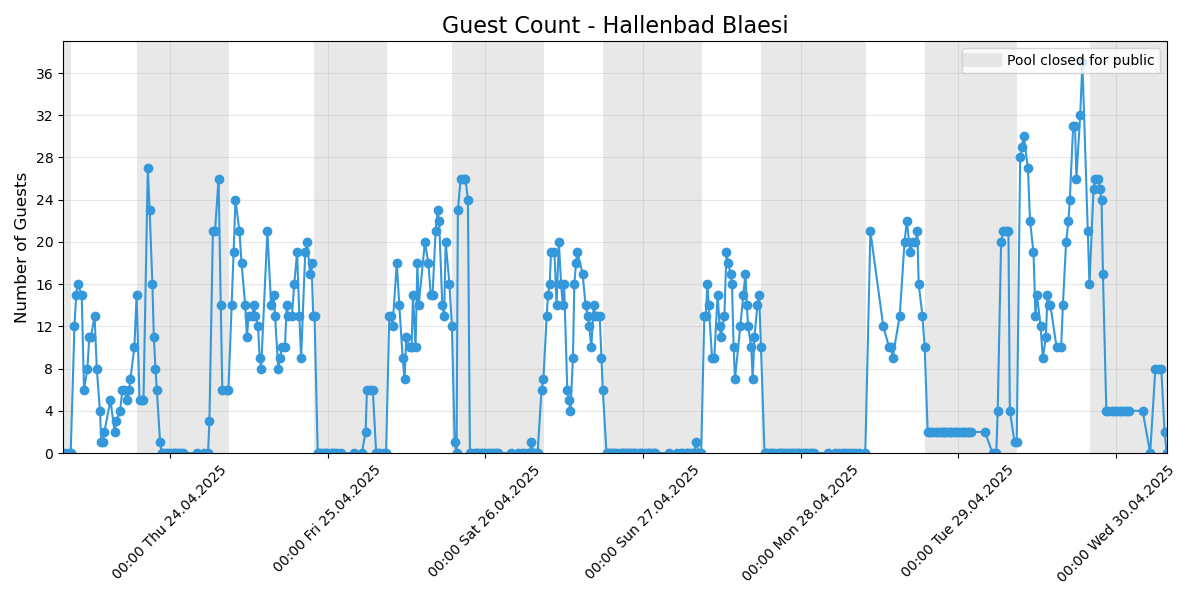 Guest Count - Hallenbad Blaesi
Pool closed for public
Number of Guests
36
32
28
24
20
16
12
8
4
0
00:00 Thu 24.04.2025
00:00 Fri 25.04.2025
00:00 Sat 26.04.2025
00:00 Sun 27.04.2025
00:00 Mon 28.04.2025
00:00 Tue 29.04.2025
00:00 Wed 30.04.2025